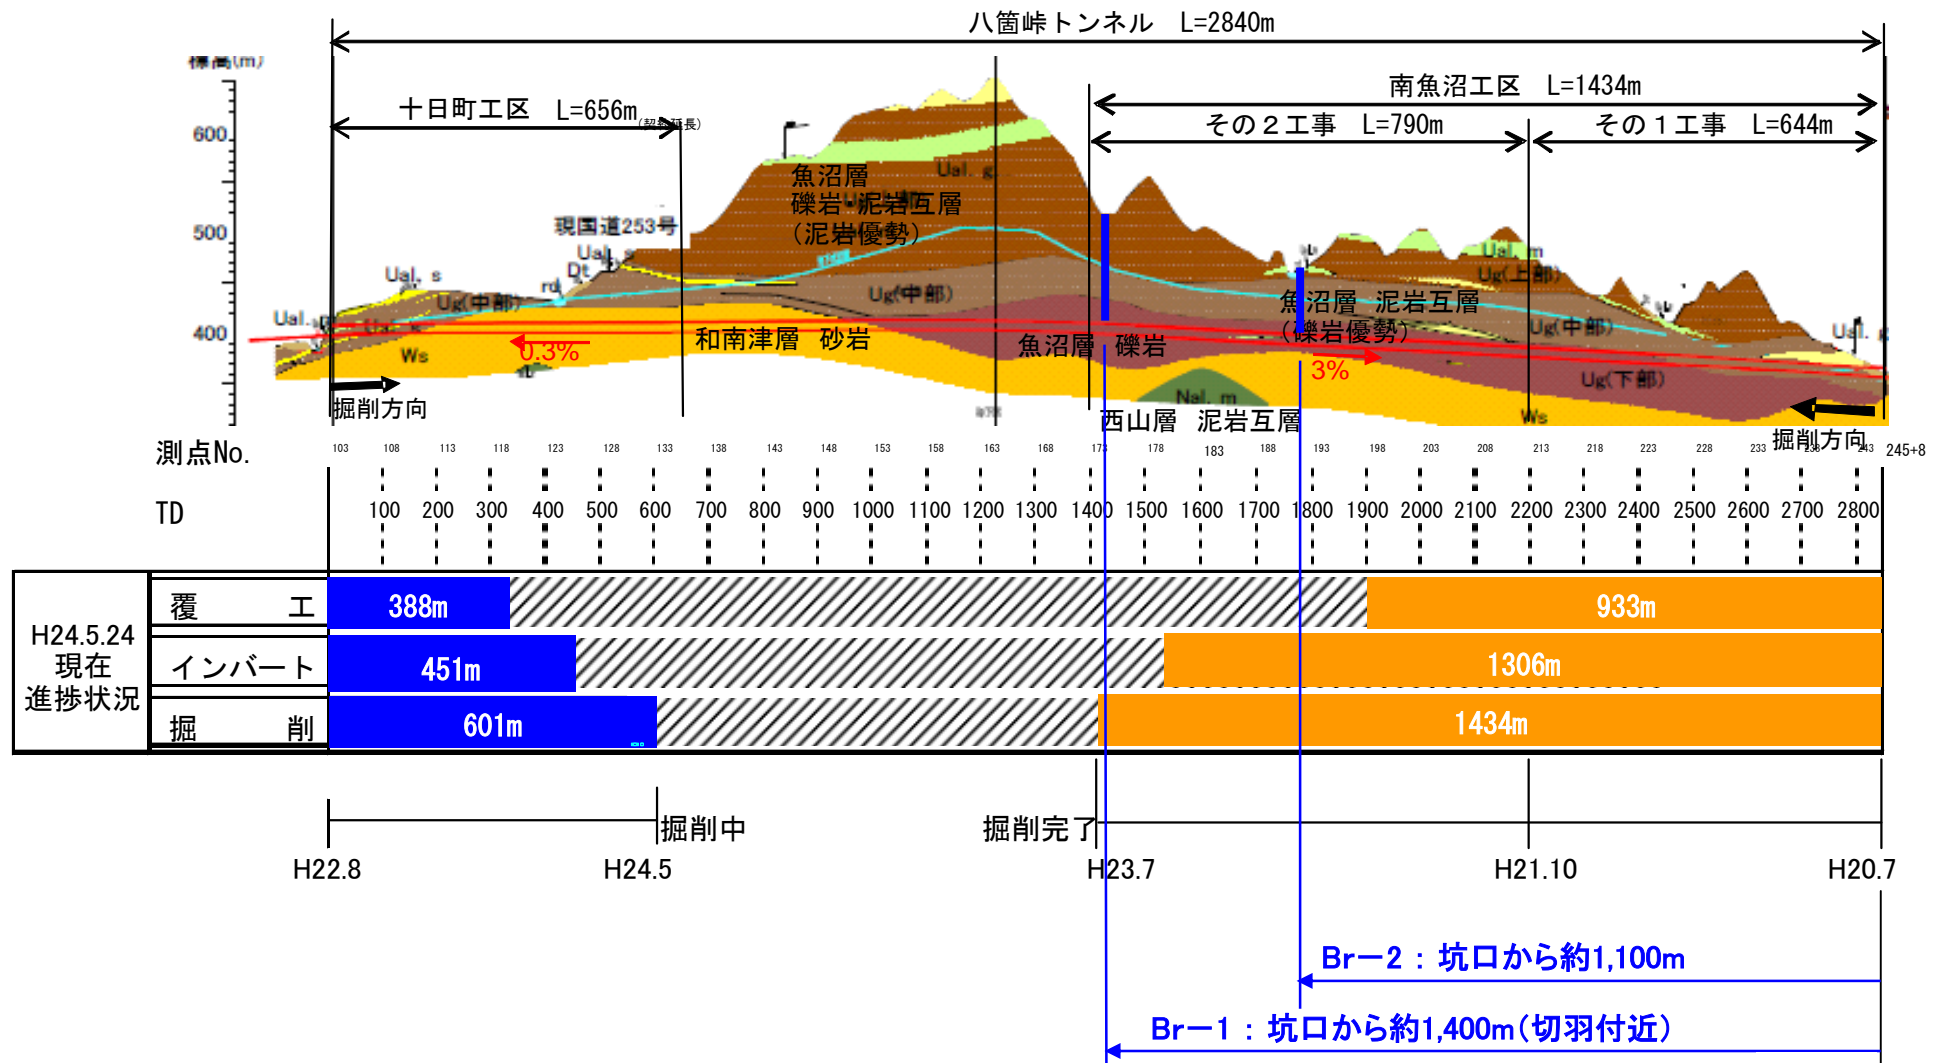 八箇峠トンネル　L=2840m
標高(m)
南魚沼工区　L=1434m
十日町工区　L=656m
(契約延長)
その２工事　L=790m
その１工事　L=644m
600
500
400
魚沼層
礫岩・泥岩互層
(泥岩優勢)
Ual. g
現国道253号
Ual. s
Dt
rd
Ual. s
Ug(中部)
Ug(中部)
Ual. m
Ug(上部)
魚沼層 泥岩互層
(礫岩優勢)
Ug(中部)
Ual. g
Ws
0.3%
和南津層 砂岩
魚沼層 礫岩
3%
Ug(下部)
Nal. m
Ws
掘削方向
西山層 泥岩互層
掘削方向
測点No.
103 108 113 118 123 128 133 138 143 148 153 158 163 168 173 178 183 188 193 198 203 208 213 218 223 228 233 238 243 245+8
TD
100 200 300 400 500 600 700 800 900 1000 1100 1200 1300 1400 1500 1600 1700 1800 1900 2000 2100 2200 2300 2400 2500 2600 2700 2800
H24.5.24
現在
進捗状況
覆工 388m 933m
インバート 451m 1306m
掘削 601m 1434m
掘削中
掘削完了
H22.8 H24.5 H23.7 H21.10 H20.7
Br－2：坑口から約1,100m
Br－1：坑口から約1,400m(切羽付近)